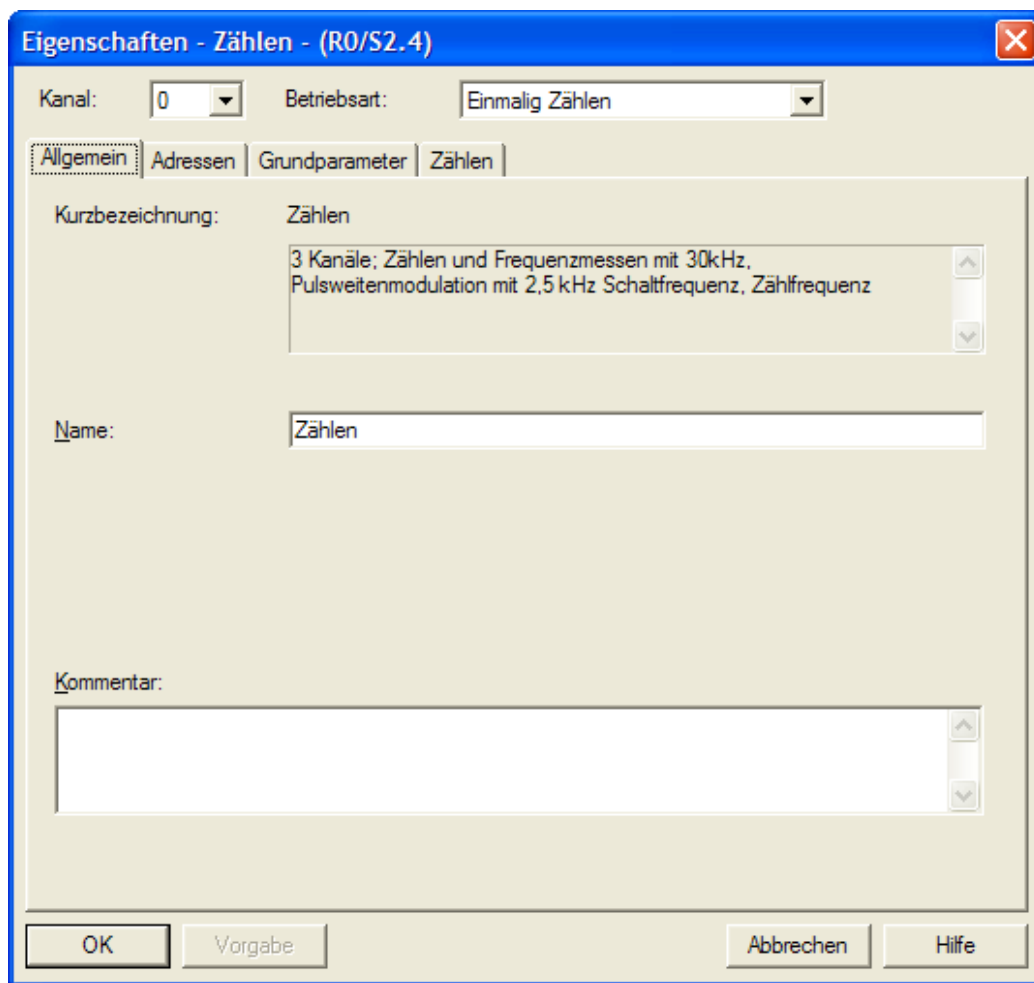 Eigenschaften - Zählen - (R0/S2.4)
Kanal: 0 Betriebsart: Einmalig Zählen
Allgemein Adressen Grundparameter Zählen
Kurzbezeichnung: Zählen
3 Kanäle; Zählen und Frequenzmessen mit 30kHz,
Pulsweitenmodulation mit 2,5 kHz Schaltfrequenz, Zählfrequenz
Name: Zählen
Kommentar:
OK Vorgabe Abbrechen Hilfe